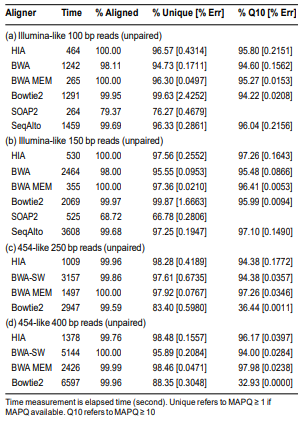 Aligner Time % Aligned % Unique [% Err] % Q10 [% Err]
(a) Illumina-like 100 bp reads (unpaired)
HIA 464 100.00 96.57 [0.4314] 95.80 [0.2151]
BWA 1242 98.11 94.73 [0.1711] 94.60 [0.1562]
BWA MEM 265 100.00 96.30 [0.0497] 95.27 [0.0153]
Bowtie2 1291 99.95 99.63 [2.4252] 94.22 [0.0208]
SOAP2 264 79.37 76.27 [0.4679]
SeqAlto 1459 99.69 96.33 [0.2861] 96.04 [0.2156]
(b) Illumina-like 150 bp reads (unpaired)
HIA 530 100.00 97.56 [0.2552] 97.26 [0.1643]
BWA 2464 98.00 95.55 [0.0953] 95.48 [0.0866]
BWA MEM 355 100.00 97.36 [0.0210] 96.41 [0.0053]
Bowtie2 2069 99.97 99.87 [1.6663] 95.99 [0.0094]
SOAP2 525 68.72 66.78 [0.2806]
SeqAlto 3608 99.68 97.25 [0.1947] 97.10 [0.1490]
(c) 454-like 250 bp reads (unpaired)
HIA 1009 99.96 98.28 [0.4189] 94.38 [0.1772]
BWA-SW 3157 99.86 97.61 [0.6735] 94.38 [0.0357]
BWA MEM 1497 100.00 97.92 [0.0767] 97.26 [0.0346]
Bowtie2 2947 99.59 83.40 [0.5980] 36.44 [0.0011]
(d) 454-like 400 bp reads (unpaired)
HIA 1378 99.76 98.48 [0.1557] 96.17 [0.0397]
BWA-SW 5144 100.00 95.89 [0.2084] 94.00 [0.0284]
BWA MEM 2426 99.99 98.46 [0.0471] 97.98 [0.0238]
Bowtie2 6597 99.96 88.35 [0.3048] 32.93 [0.0000]
Time measurement is elapsed time (second). Unique refers to MAPQ ≥ 1 if
MAPQ available. Q10 refers to MAPQ ≥ 10